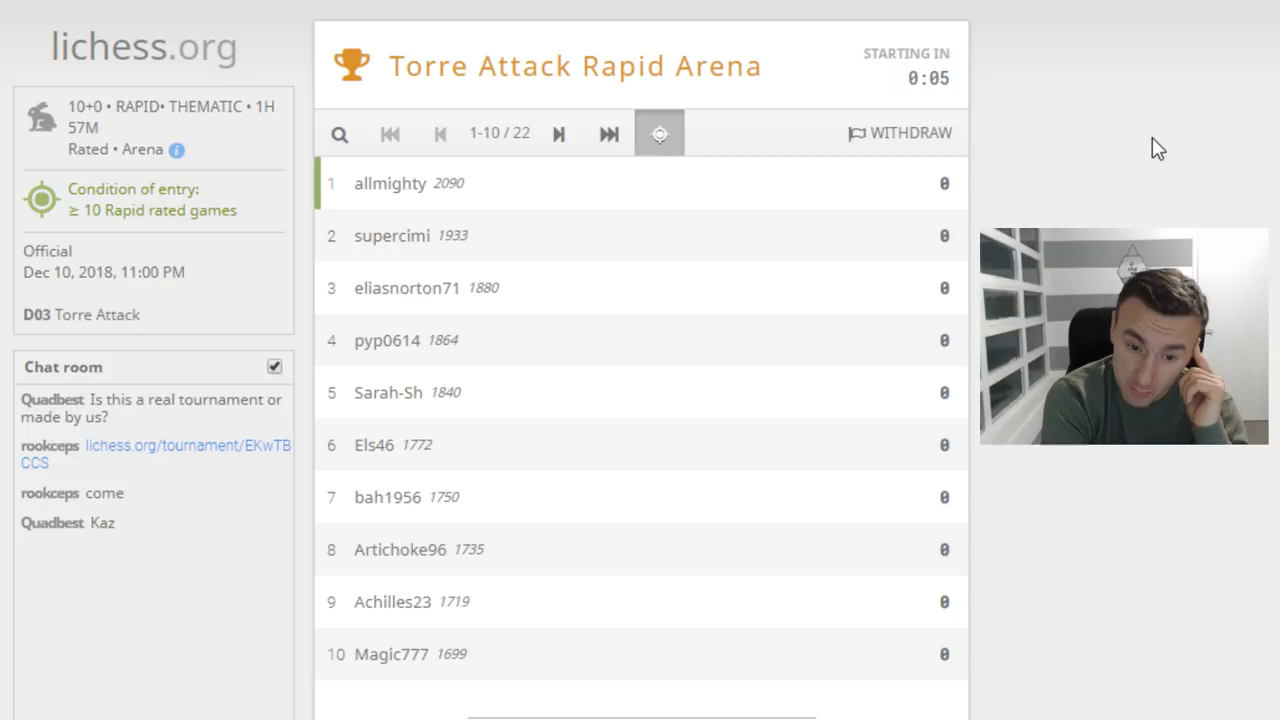 lichess.org
10+0 • RAPID• THEMATIC • 1H
57M
Rated • Arena
Condition of entry:
≥ 10 Rapid rated games
Official
Dec 10, 2018, 11:00 PM
D03 Torre Attack
Chat room
Quadbest Is this a real tournament or
made by us?
rookceps lichess.org/tournament/EKwTB
CCS
rookceps come
Quadbest Kaz
Torre Attack Rapid Arena
STARTING IN
0:05
1-10 / 22
WITHDRAW
1 allmighty 2090 0
2 supercimi 1933 0
3 eliasnorton71 1880 0
4 pyp0614 1864 0
5 Sarah-Sh 1840 0
6 Els46 1772 0
7 bah1956 1750 0
8 Artichoke96 1735 0
9 Achilles23 1719 0
10 Magic777 1699 0